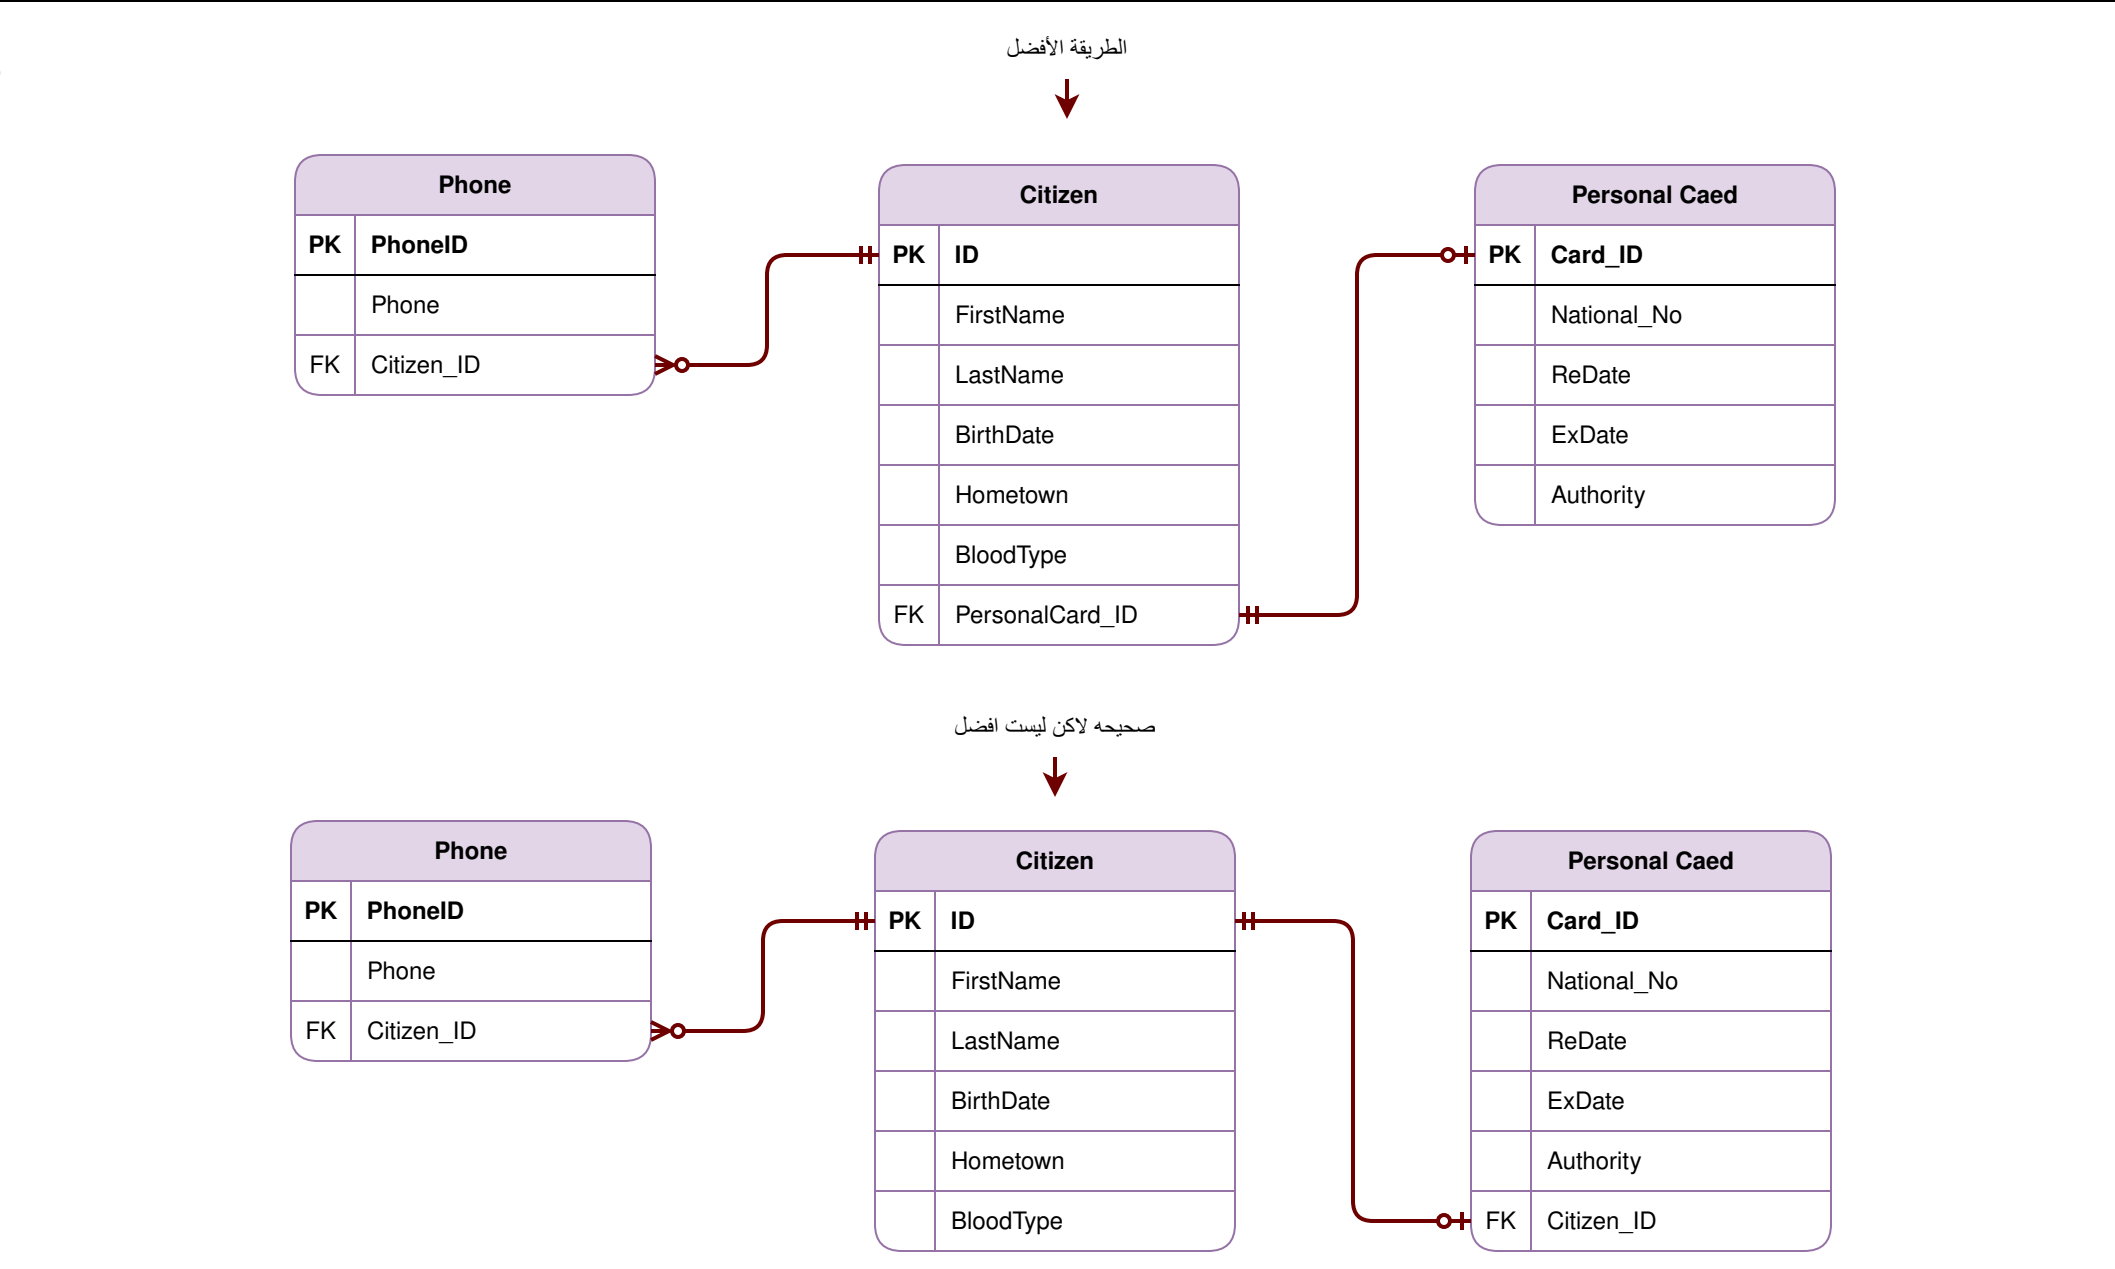 الطريقة الأفضل
Phone
PK PhoneID
Phone
FK Citizen_ID
Citizen
PK ID
FirstName
LastName
BirthDate
Hometown
BloodType
FK PersonalCard_ID
Personal Caed
PK Card_ID
National_No
ReDate
ExDate
Authority
صحيحه لاكن ليست افضل
Phone
PK PhoneID
Phone
FK Citizen_ID
Citizen
PK ID
FirstName
LastName
BirthDate
Hometown
BloodType
Personal Caed
PK Card_ID
National_No
ReDate
ExDate
Authority
FK Citizen_ID